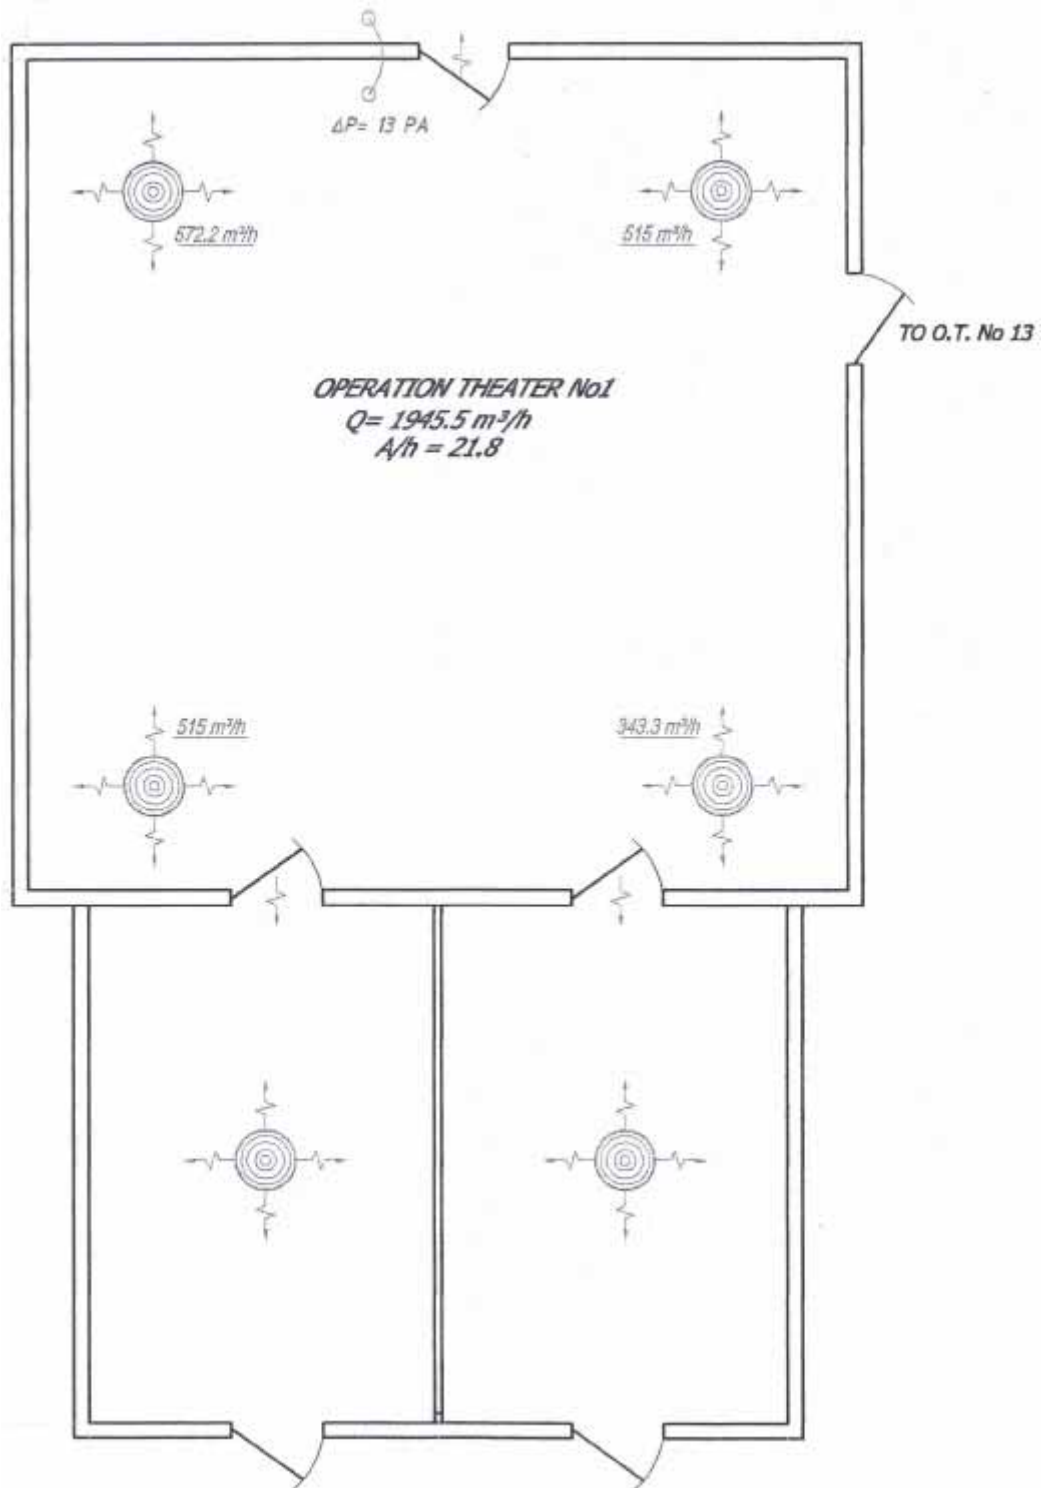 ΔP= 13 PA
572.2 m³/h
515 m³/h
TO O.T. No 13
OPERATION THEATER No1
Q= 1945.5 m³/h
A/h = 21.8
515 m³/h
343.3 m³/h